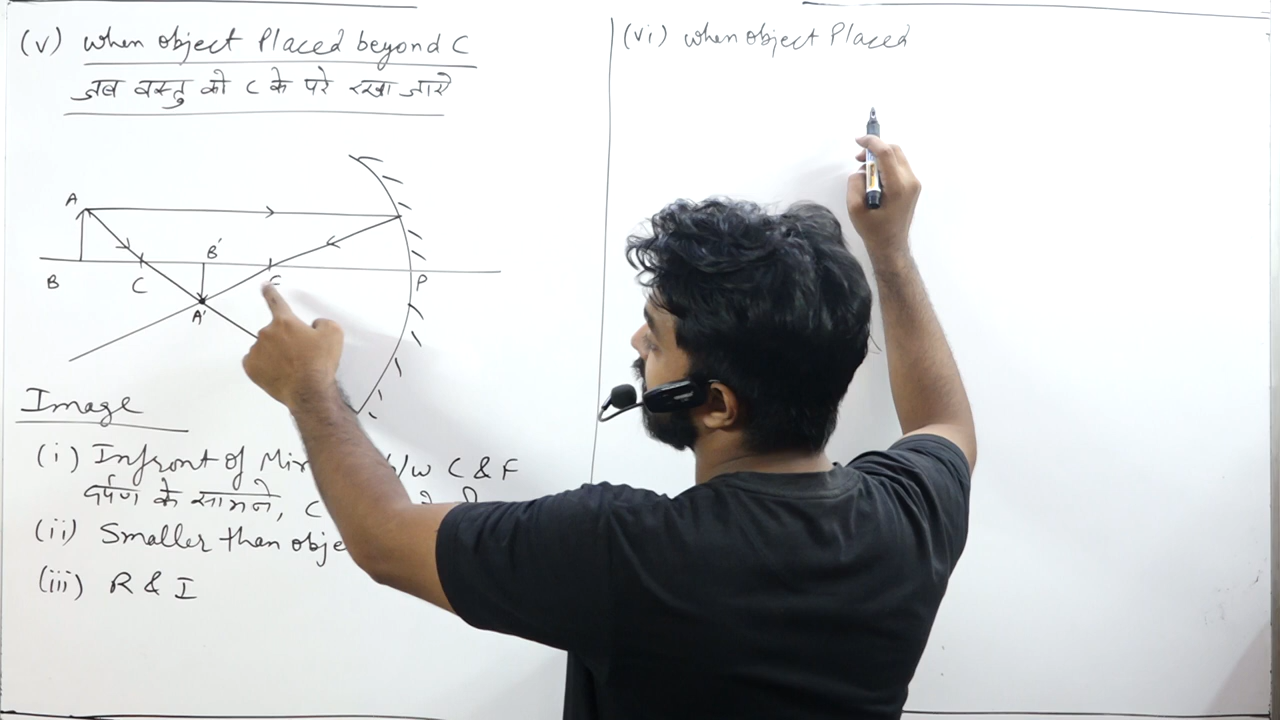 (v) when object Placed beyond C
जब वस्तु को C के परे रखा जाये
A
B'
B
C
P
A'
Image
(i) Infront of Mir b/w C & F
दर्पण के सामने, C
(ii) Smaller than obje
(iii) R & I
(vi) when object Placed